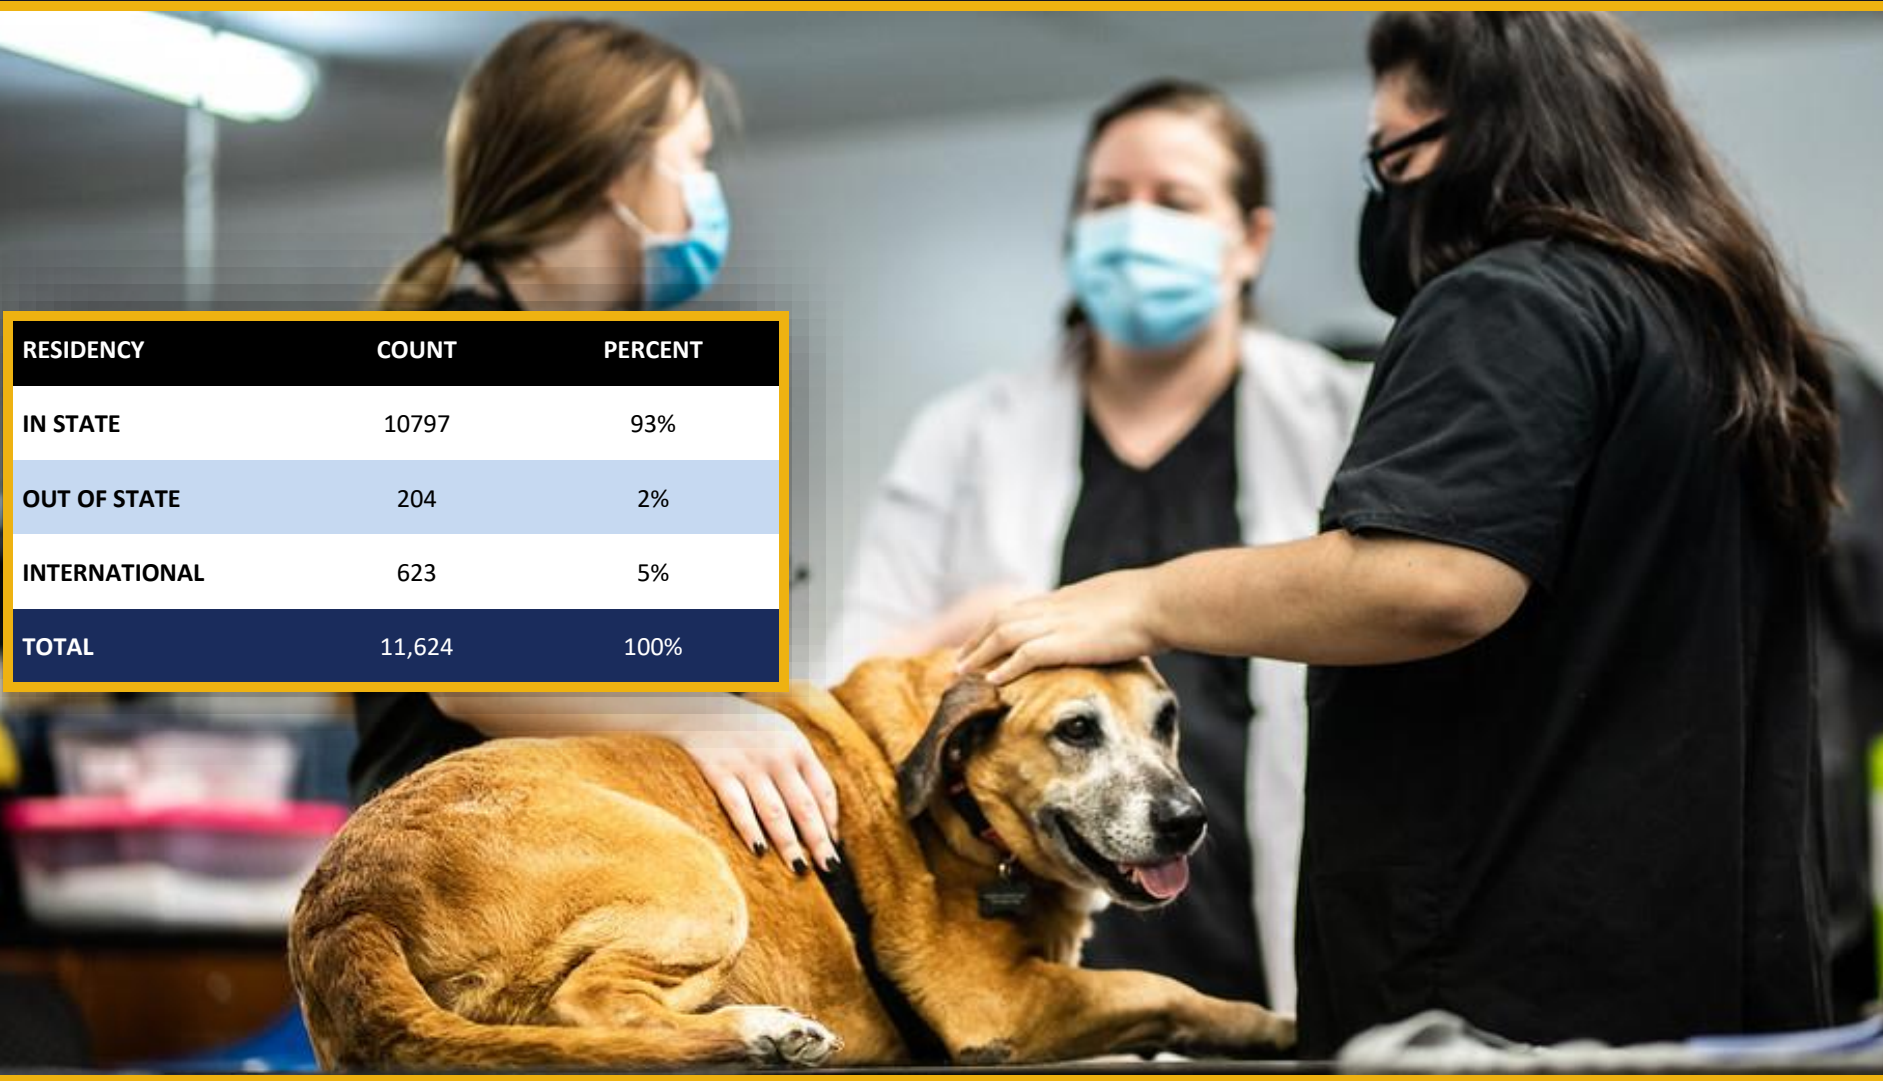 RESIDENCY COUNT PERCENT
IN STATE 10797 93%
OUT OF STATE 204 2%
INTERNATIONAL 623 5%
TOTAL 11,624 100%